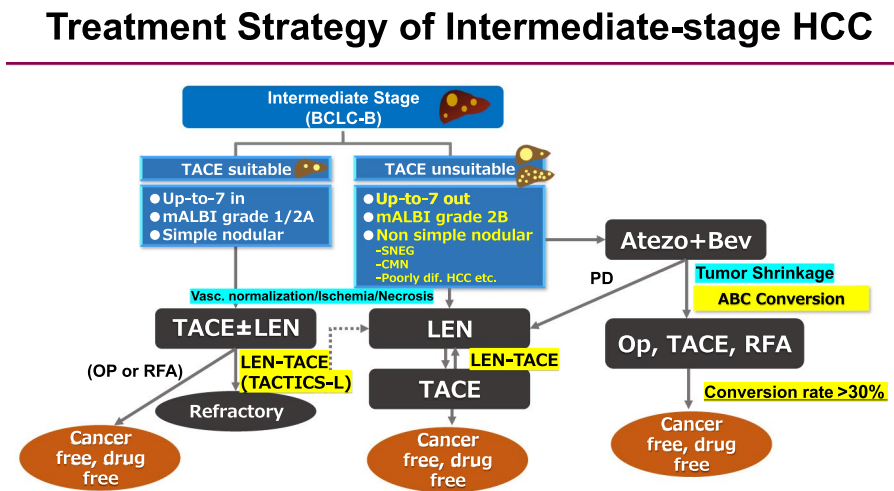 Treatment Strategy of Intermediate-stage HCC
Intermediate Stage
(BCLC-B)
TACE suitable
●Up-to-7 in
●mALBI grade 1/2A
●Simple nodular
TACE unsuitable
●Up-to-7 out
●mALBI grade 2B
●Non simple nodular
-SNEG
-CMN
-Poorly dif. HCC etc.
Atezo+Bev
PD
Tumor Shrinkage
ABC Conversion
Vasc. normalization/Ischemia/Necrosis
TACE±LEN
LEN
Op, TACE, RFA
(OP or RFA)
LEN-TACE
(TACTICS-L)
LEN-TACE
TACE
Refractory
Conversion rate >30%
Cancer
free, drug
free
Cancer
free, drug
free
Cancer
free, drug
free